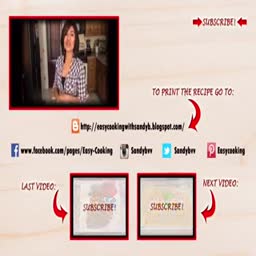 SUBSCRIBE!
TO PRINT THE RECIPE GO TO:
http://easycookingwithsandyb.blogspot.com/
www.facebook.com/pages/Easy-Cooking
Sandybvv
Sandybvv
Easycooking
LAST VIDEO:
NEXT VIDEO:
SUBSCRIBE!
SUBSCRIBE!